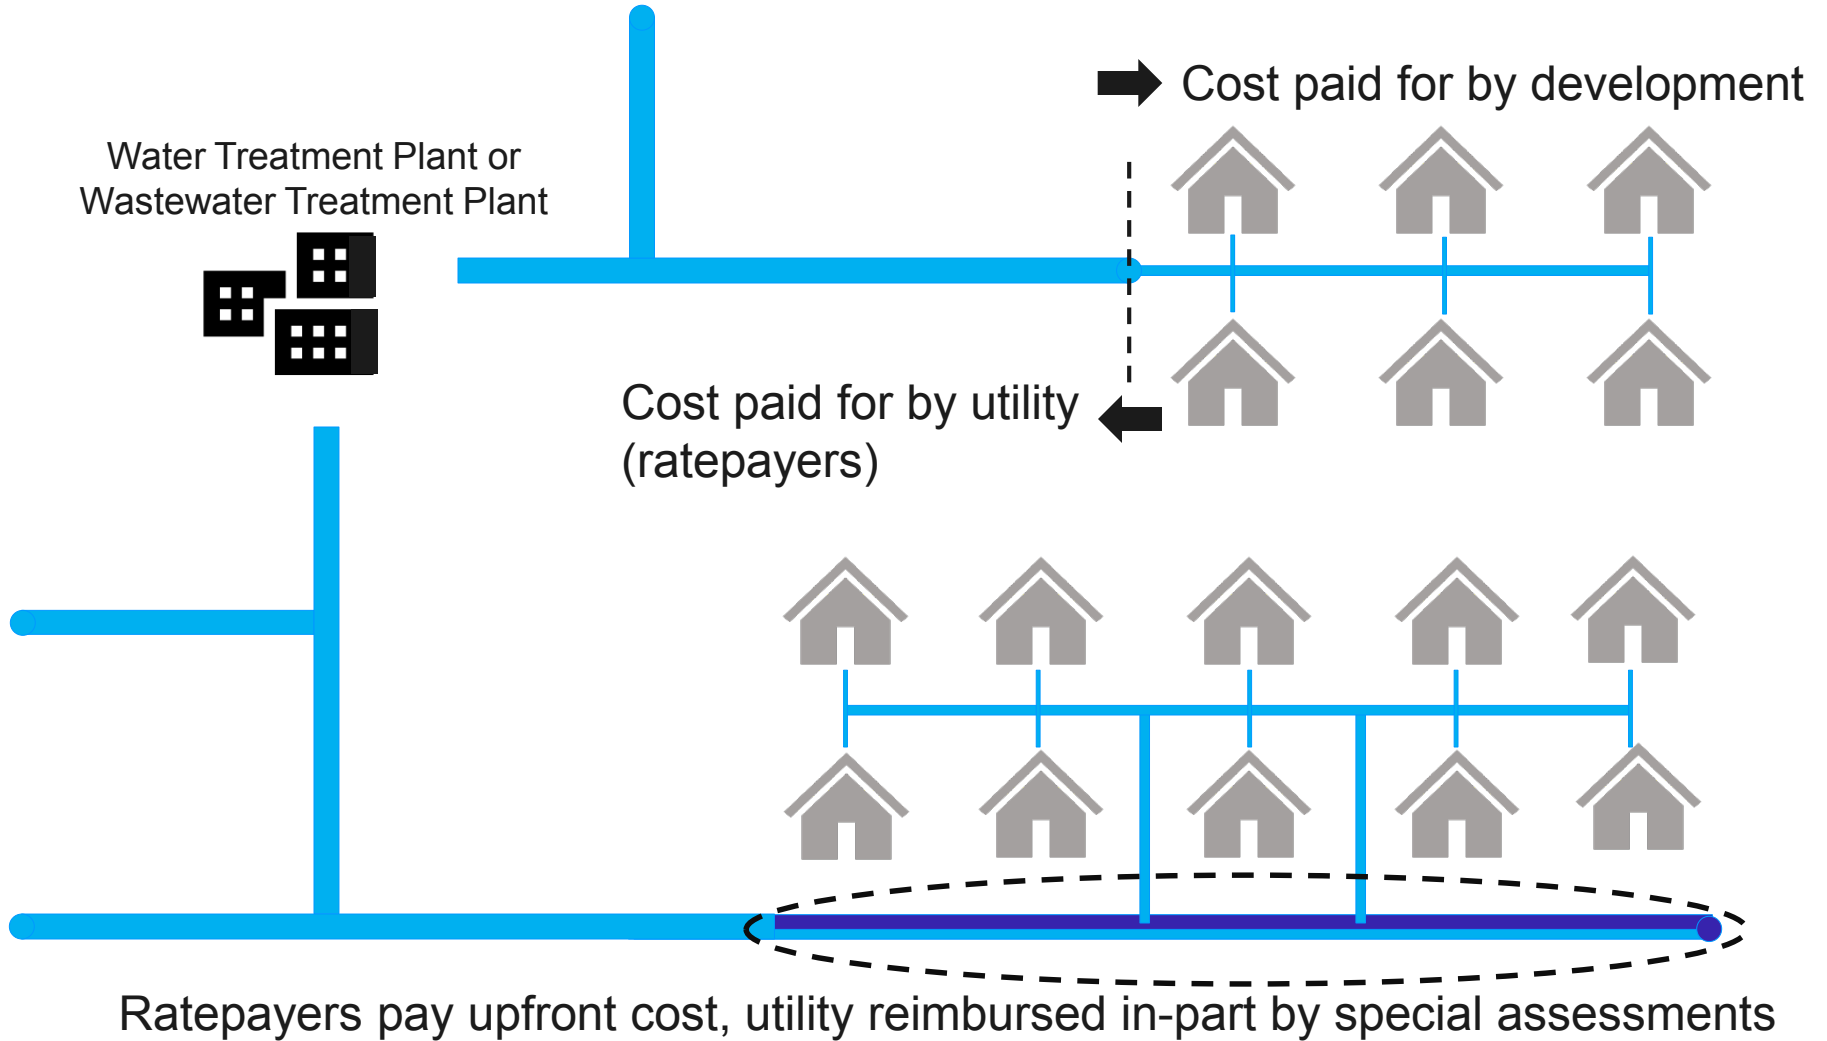 Cost paid for by development
Water Treatment Plant or
Wastewater Treatment Plant
Cost paid for by utility
(ratepayers)
Ratepayers pay upfront cost, utility reimbursed in-part by special assessments